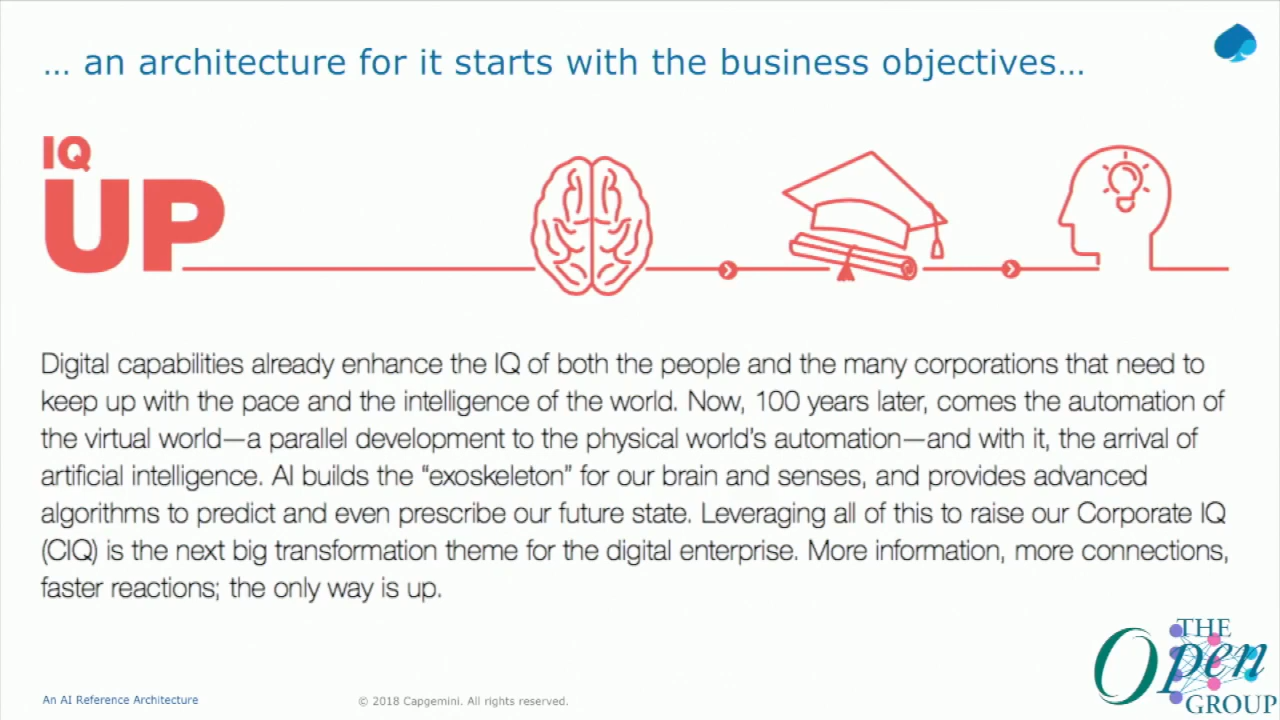 ... an architecture for it starts with the business objectives...
IQ
UP
Digital capabilities already enhance the IQ of both the people and the many corporations that need to
keep up with the pace and the intelligence of the world. Now, 100 years later, comes the automation of
the virtual world—a parallel development to the physical world's automation—and with it, the arrival of
artificial intelligence. AI builds the “exoskeleton” for our brain and senses, and provides advanced
algorithms to predict and even prescribe our future state. Leveraging all of this to raise our Corporate IQ
(CIQ) is the next big transformation theme for the digital enterprise. More information, more connections,
faster reactions; the only way is up.
An AI Reference Architecture
© 2018 Capgemini. All rights reserved.
THE
Open
GROUP